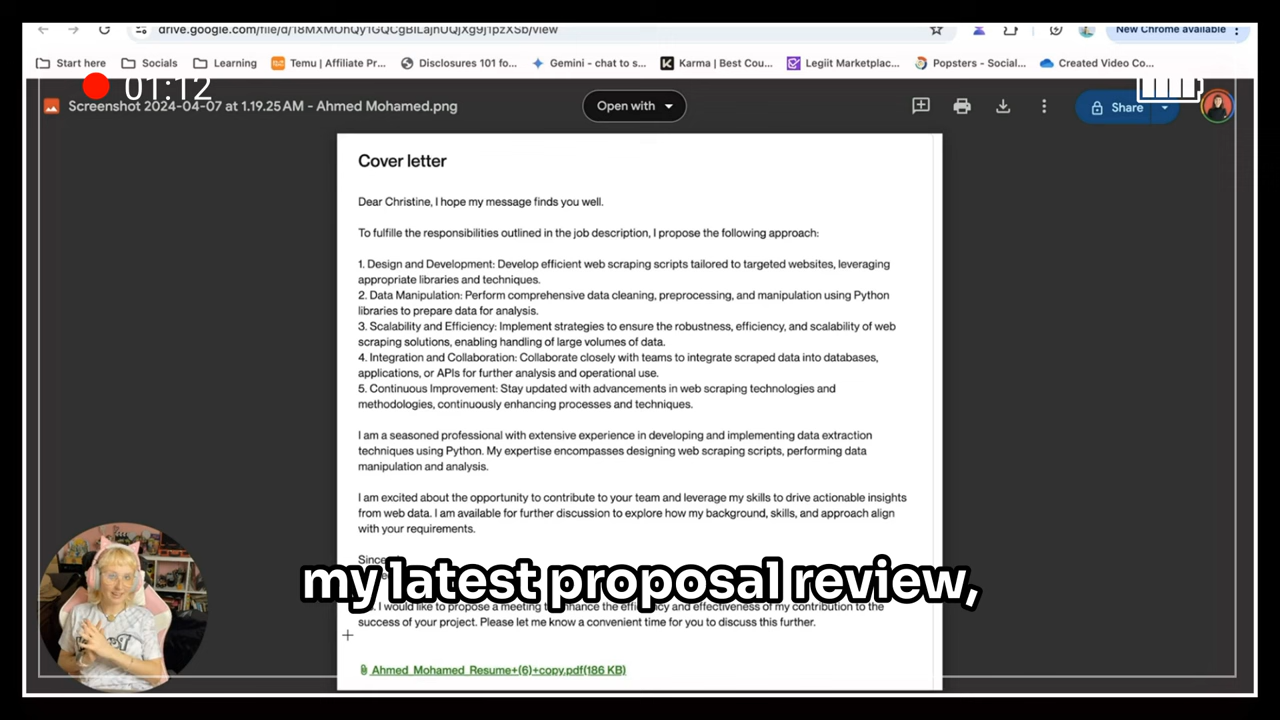 drive.google.com/file/d/18MXMOhQy1GQCgBiLajhUQjXg9j1pzXSb/view
New Chrome available
Start here
Socials
Learning
Temu | Affiliate Pr...
Disclosures 101 fo...
Gemini - chat to s...
Karma | Best Cou...
Legiit Marketplac...
Popsters - Social...
Created Video Co...
01:12
Screenshot 2024-04-07 at 1.19.25 AM - Ahmed Mohamed.png
Open with
Share
Cover letter
Dear Christine, I hope my message finds you well.
To fulfille the responsibilities outlined in the job description, I propose the following approach:
1. Design and Development: Develop efficient web scraping scripts tailored to targeted websites, leveraging
appropriate libraries and techniques.
2. Data Manipulation: Perform comprehensive data cleaning, preprocessing, and manipulation using Python
libraries to prepare data for analysis.
3. Scalability and Efficiency: Implement strategies to ensure the robustness, efficiency, and scalability of web
scraping solutions, enabling handling of large volumes of data.
4. Integration and Collaboration: Collaborate closely with teams to integrate scraped data into databases,
applications, or APIs for further analysis and operational use.
5. Continuous Improvement: Stay updated with advancements in web scraping technologies and
methodologies, continuously enhancing processes and techniques.
I am a seasoned professional with extensive experience in developing and implementing data extraction
techniques using Python. My expertise encompasses designing web scraping scripts, performing data
manipulation and analysis.
I am excited about the opportunity to contribute to your team and leverage my skills to drive actionable insights
from web data. I am available for further discussion to explore how my background, skills, and approach align
with your requirements.
my latest proposal review,
I would like to propose a meeting to enhance the efficiency and effectiveness of my contribution to the
success of your project. Please let me know a convenient time for you to discuss this further.
Ahmed_Mohamed_Resume+(6)+copy.pdf(186 KB)